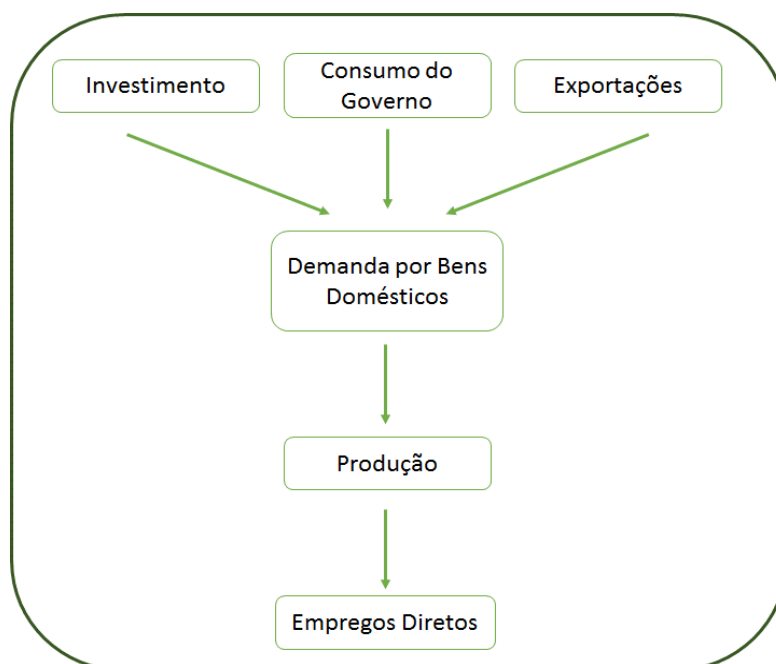 Investimento
Consumo do
Governo
Exportações
Demanda por Bens
Domésticos
Produção
Empregos Diretos